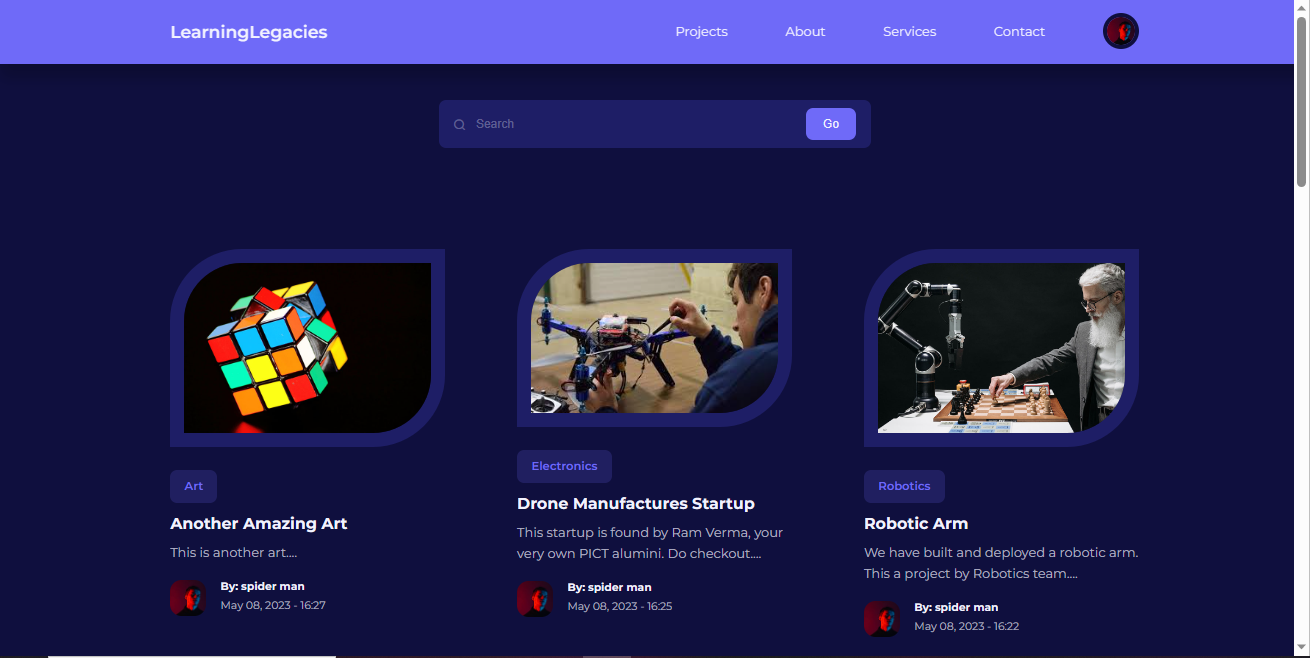 LearningLegacies
Projects
About
Services
Contact
Search
Go
Art
Another Amazing Art
This is another art....
By: spider man
May 08, 2023 - 16:27
Electronics
Drone Manufactures Startup
This startup is found by Ram Verma, your
very own PICT alumini. Do checkout....
By: spider man
May 08, 2023 - 16:25
Robotics
Robotic Arm
We have built and deployed a robotic arm.
This a project by Robotics team....
By: spider man
May 08, 2023 - 16:22